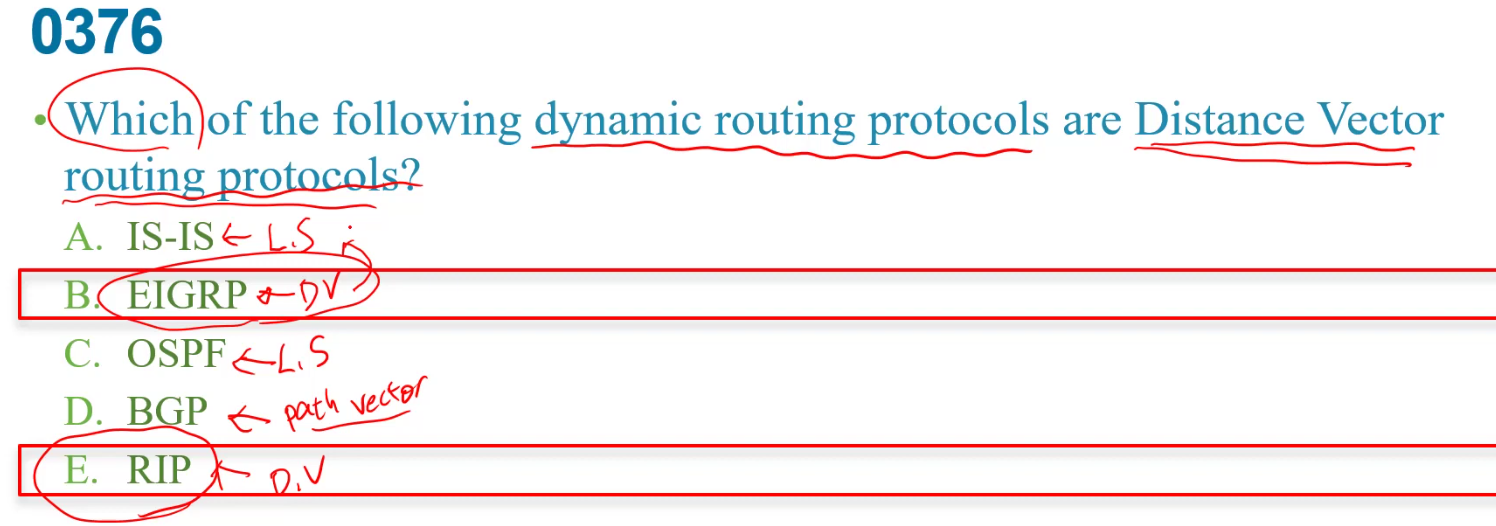 0376
• Which of the following dynamic routing protocols are Distance Vector
routing protocols?
A. IS-IS ← L.S
B. EIGRP ← DV
C. OSPF ← L.S
D. BGP ← path vector
E. RIP ← D.V